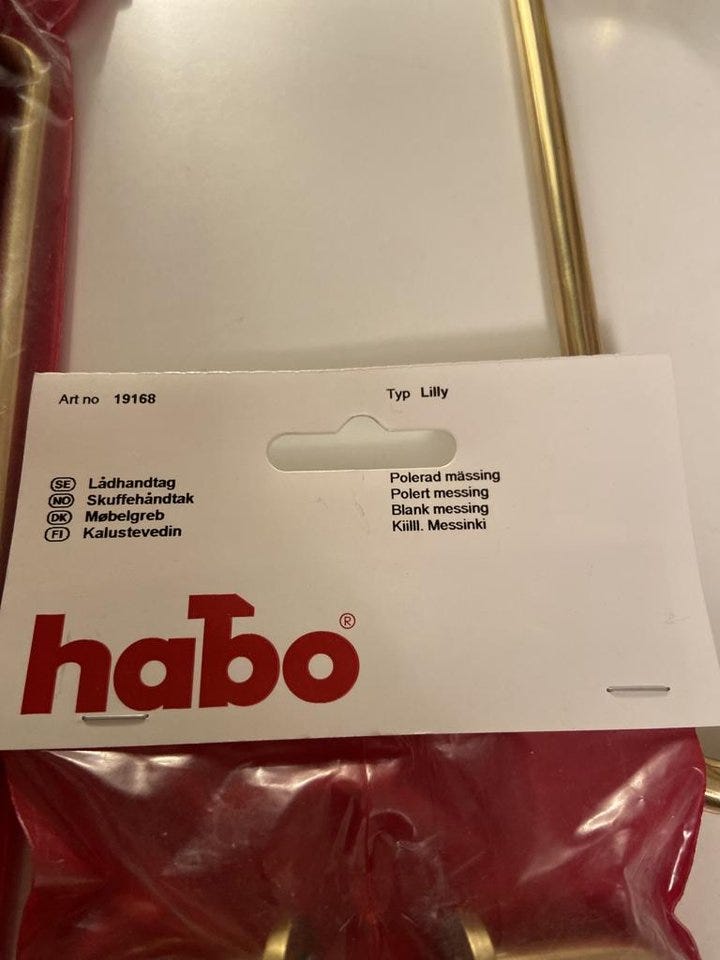 Art no 19168
Typ Lilly
SE Lådhandtag
NO Skuffehåndtak
DK Møbelgreb
FI Kalustevedin
Polerad mässing
Polert messing
Blank messing
Kiilll. Messinki
habo®